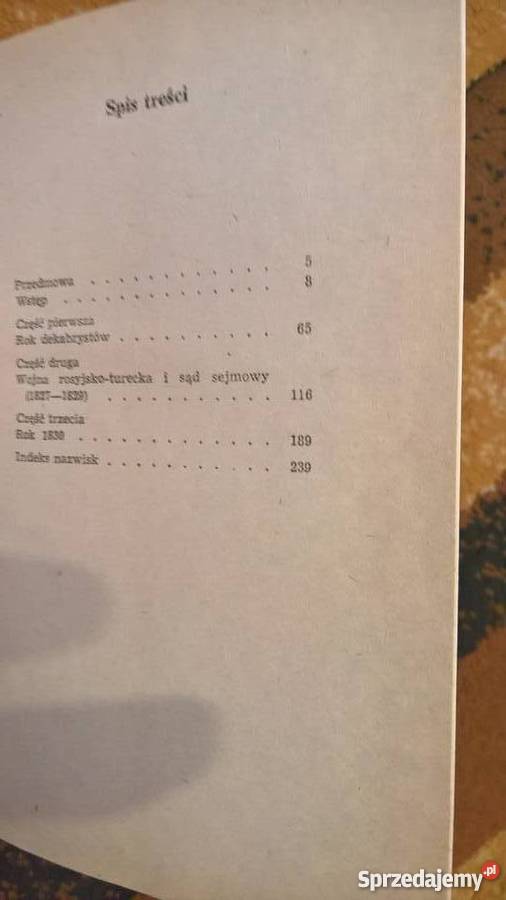 Spis treści
Przedmowa . . . . . . . . . . . . 5
Wstęp . . . . . . . . . . . . . 8
Część pierwsza
Rok dekabrystów . . . . . . . . . . 65
Część druga
Wojna rosyjsko-turecka i sąd sejmowy
(1827—1829) . . . . . . . . . . . 116
Część trzecia
Rok 1830 . . . . . . . . . . . . 189
Indeks nazwisk . . . . . . . . . . . 239
Sprzedajemy.pl